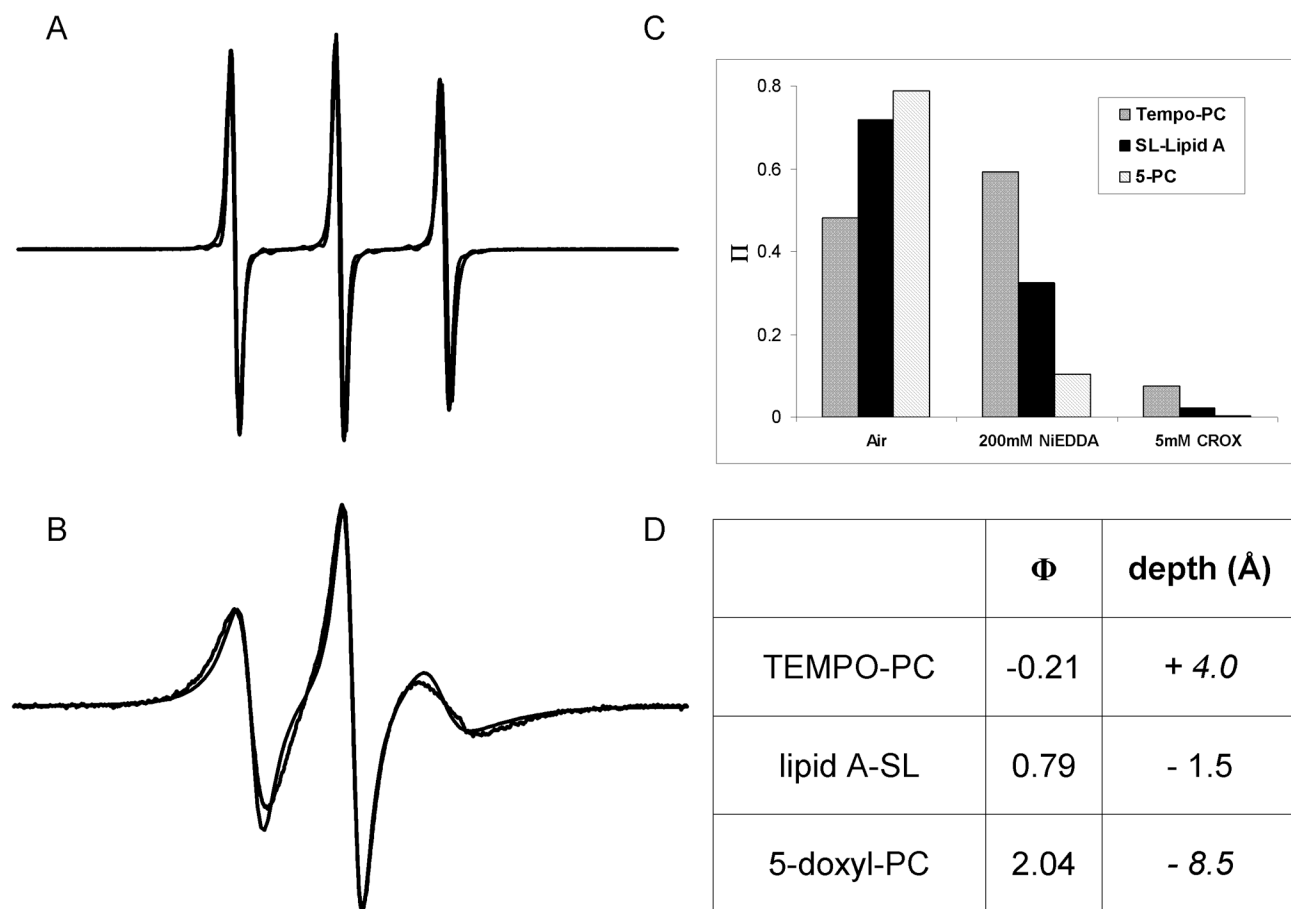 A
B
C
0.8
0.6
0.4
0.2
0
Π
Tempo-PC
SL-Lipid A
5-PC
Air 200mM NiEDDA 5mM CROX
D
Φ depth (Å)
TEMPO-PC -0.21 + 4.0
lipid A-SL 0.79 - 1.5
5-doxyl-PC 2.04 - 8.5